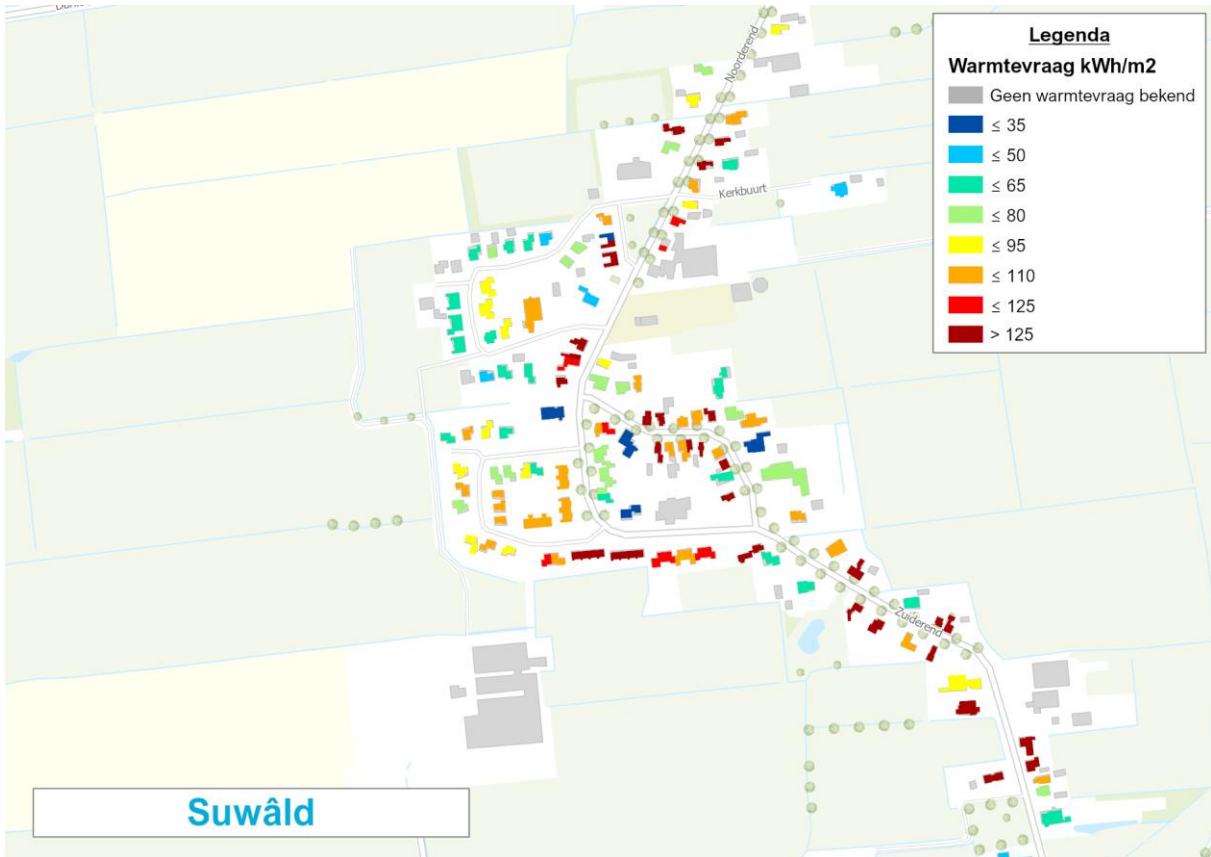 Noorderend
Legenda
Warmtevraag kWh/m2
Geen warmtevraag bekend
≤ 35
≤ 50
≤ 65
≤ 80
≤ 95
≤ 110
≤ 125
> 125
Kerkbuurt
Zuiderend
Suwâld